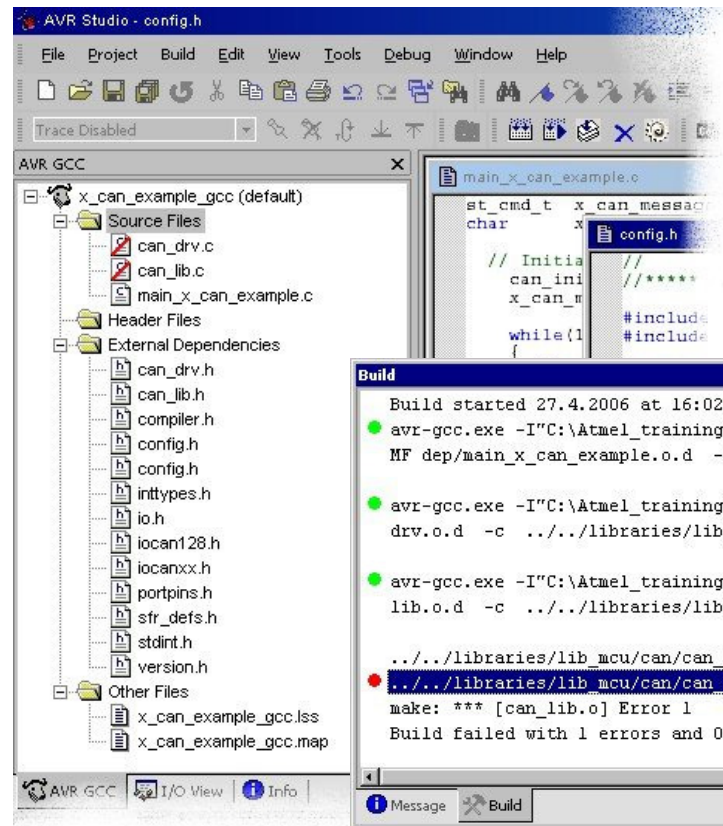 AVR Studio - config.h
File Project Build Edit View Tools Debug Window Help
Trace Disabled
AVR GCC
x_can_example_gcc (default)
Source Files
can_drv.c
can_lib.c
main_x_can_example.c
Header Files
External Dependencies
can_drv.h
can_lib.h
compiler.h
config.h
config.h
inttypes.h
io.h
iocan128.h
iocanxx.h
portpins.h
sfr_defs.h
stdint.h
version.h
Other Files
x_can_example_gcc.lss
x_can_example_gcc.map
AVR GCC I/O View Info
main_x_can_example.c
st_cmd_t x_can_messag
char x
// Initia
can_ini
x_can_m
while(1
{
config.h
//
//*****
#include
#include
Build
Build started 27.4.2006 at 16:02
avr-gcc.exe -I"C:\Atmel_training
MF dep/main_x_can_example.o.d -
avr-gcc.exe -I"C:\Atmel_training
drv.o.d -c ../../libraries/lib
avr-gcc.exe -I"C:\Atmel_training
lib.o.d -c ../../libraries/lib
../../libraries/lib_mcu/can/can_
../../libraries/lib_mcu/can/can_
make: *** [can_lib.o] Error 1
Build failed with 1 errors and 0
Message Build